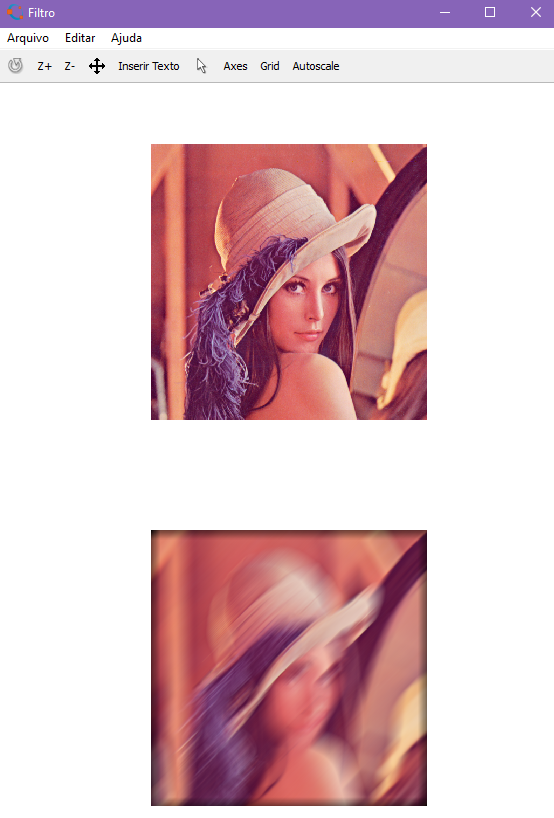 Filtro
Arquivo Editar Ajuda
Z+ Z- Inserir Texto Axes Grid Autoscale